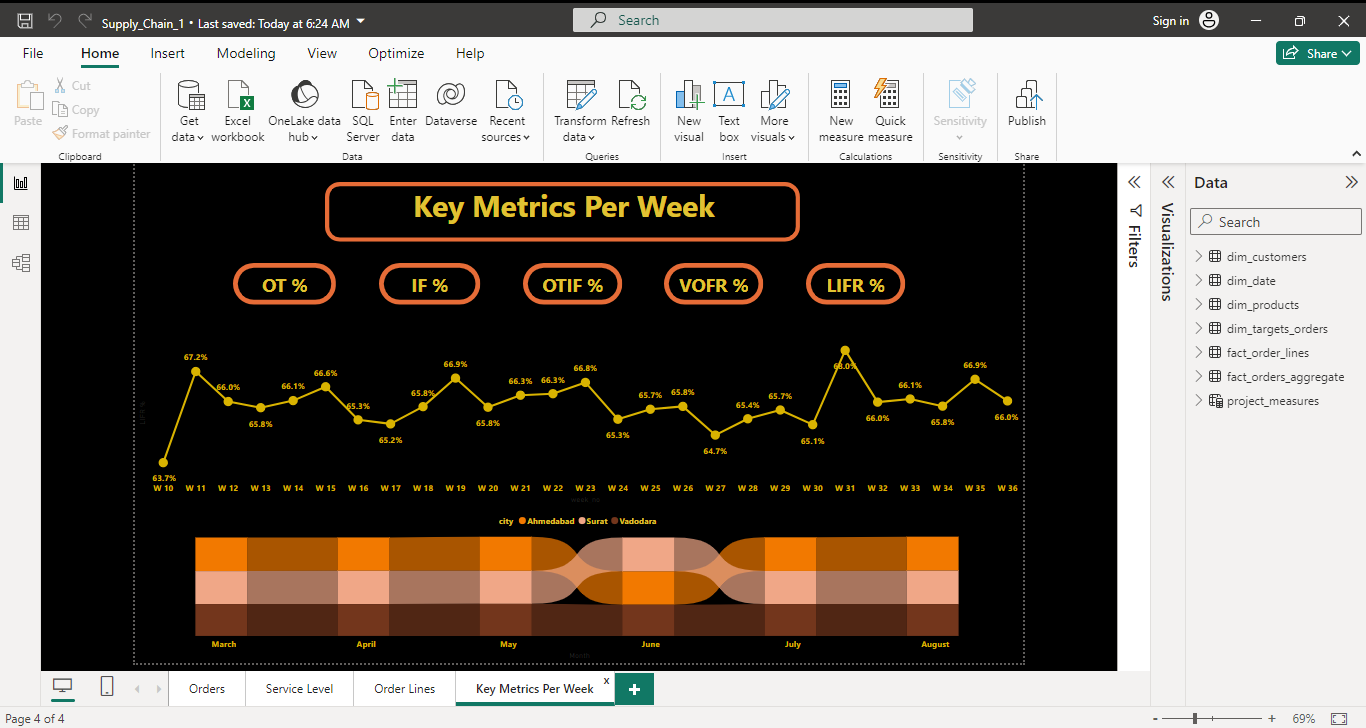 Supply_Chain_1 • Last saved: Today at 6:24 AM
Search
Sign in
File Home Insert Modeling View Optimize Help
Share
Paste
Cut
Copy
Format painter
Clipboard
Get data
Excel workbook
OneLake data hub
SQL Server
Enter data
Dataverse
Recent sources
Data
Transform data
Refresh
Queries
New visual
Text box
More visuals
Insert
New measure
Quick measure
Calculations
Sensitivity
Sensitivity
Publish
Share
Key Metrics Per Week
OT % IF % OTIF % VOFR % LIFR %
63.7% 67.2% 66.0% 65.8% 66.1% 66.6% 65.3% 65.2% 65.8% 66.9% 65.8% 66.3% 66.3% 66.8% 65.3% 65.7% 65.8% 64.7% 65.4% 65.7% 65.1% 68.0% 66.0% 66.1% 65.8% 66.9% 66.0%
W 10 W 11 W 12 W 13 W 14 W 15 W 16 W 17 W 18 W 19 W 20 W 21 W 22 W 23 W 24 W 25 W 26 W 27 W 28 W 29 W 30 W 31 W 32 W 33 W 34 W 35 W 36
city Ahmedabad Surat Vadodara
March April May June July August
Month
Filters
Visualizations
Data
Search
dim_customers
dim_date
dim_products
dim_targets_orders
fact_order_lines
fact_orders_aggregate
project_measures
Orders Service Level Order Lines Key Metrics Per Week x +
Page 4 of 4
- + 69%